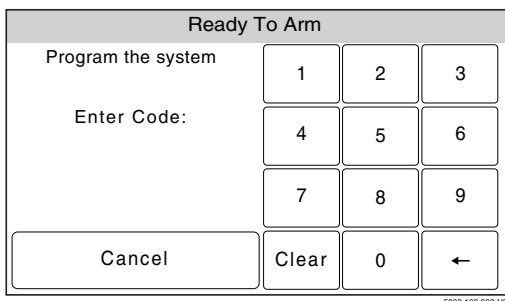 Ready To Arm
Program the system
1 2 3
Enter Code:
4 5 6
7 8 9
Cancel Clear 0 ←